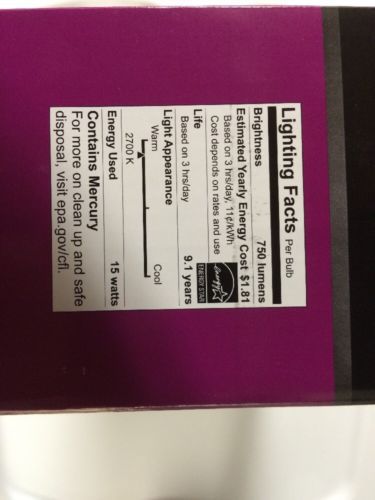 Lighting Facts Per Bulb
Brightness 750 lumens
Estimated Yearly Energy Cost $1.81
Based on 3 hrs/day, 11¢/kWh
Cost depends on rates and use
energy
ENERGY STAR
Life
Based on 3 hrs/day 9.1 years
Light Appearance
Warm Cool
2700 K
Energy Used 15 watts
Contains Mercury
For more on clean up and safe
disposal, visit epa.gov/cfl.